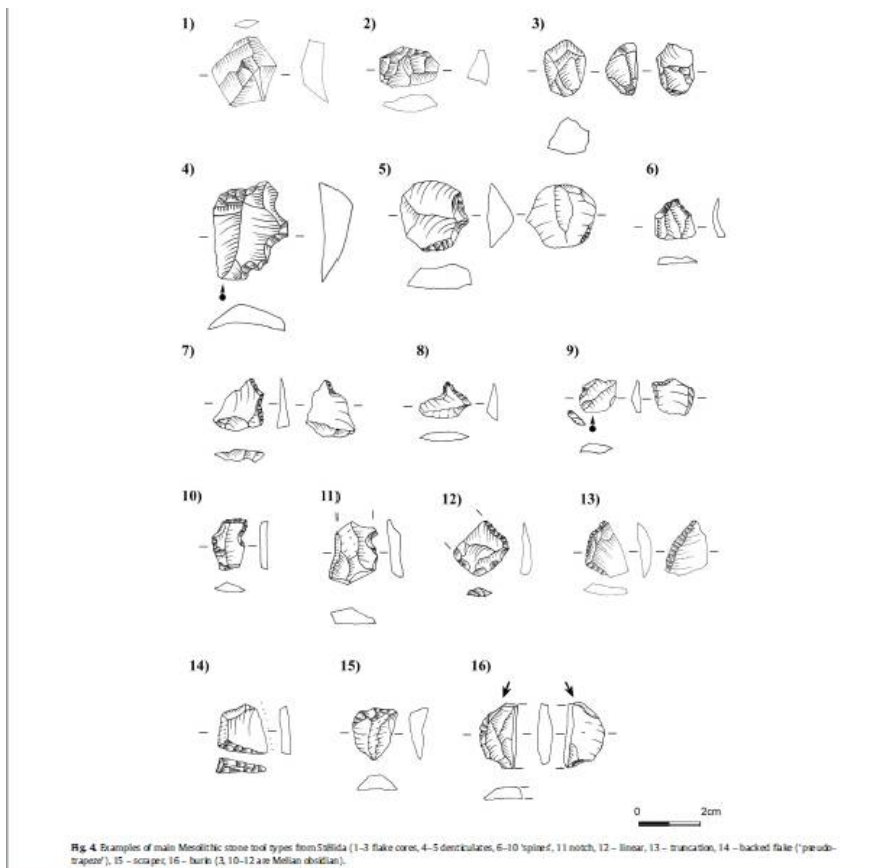 1) 2) 3)
4) 5) 6)
7) 8) 9)
10) 11) 12) 13)
14) 15) 16)
0 2cm
Fig. 4. Examples of main Mesolithic stone tool types from Stélida (1–3 flake cores, 4–5 denticulates, 6–10 'spines', 11 notch, 12 – linear, 13 – truncation, 14 – backed flake ("pseudo-
trapeze"), 15 – scraper, 16 – burin (3, 10–12 are Melian obsidian).